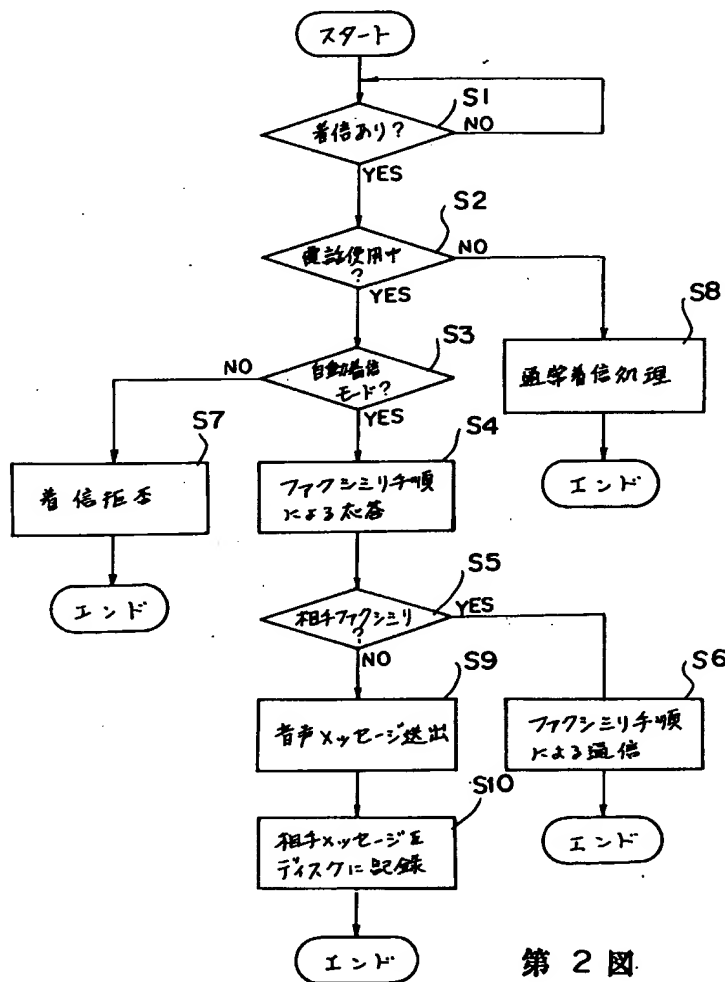 スタート
S1
着信あり?
NO
YES
S2
電話使用中
?
NO
YES
S8
S3
自動着信
モード?
NO
YES
通常着信処理
S7
S4
着信拒否
ファクシミリ手順
による応答
エンド
エンド
S5
相手ファクシミリ
?
YES
NO
S9
S6
音声メッセージ送出
ファクシミリ手順
による通信
S10
相手メッセージを
ディスクに記録
エンド
エンド
第 2 図